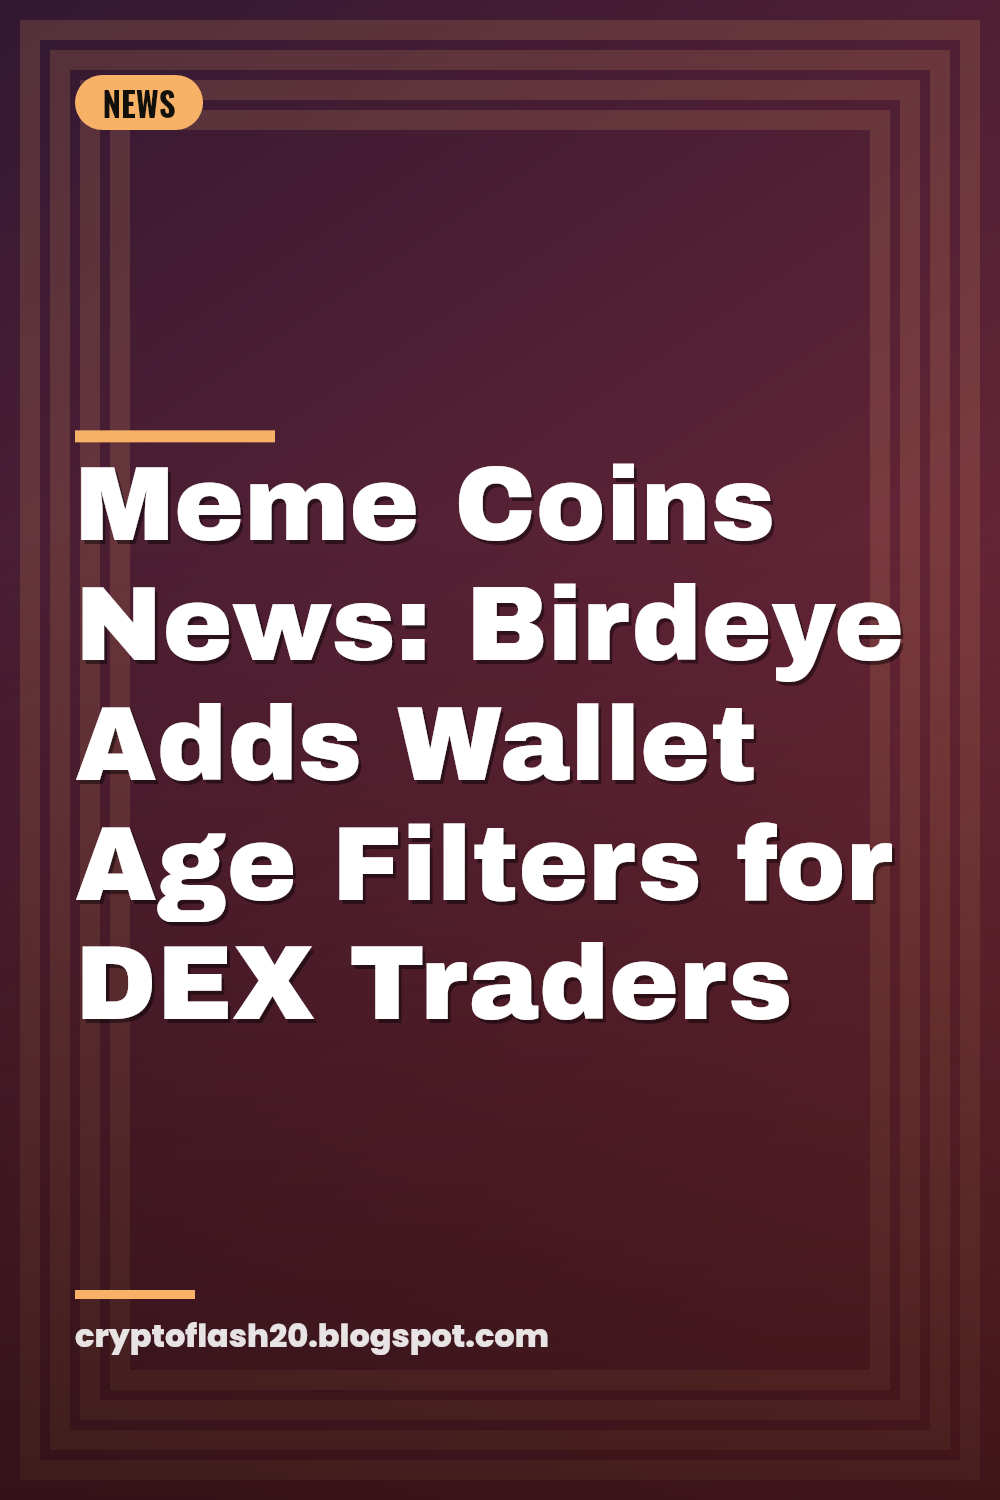 NEWS
Meme Coins
News: Birdeye
Adds Wallet
Age Filters for
DEX Traders
cryptoflash20.blogspot.com